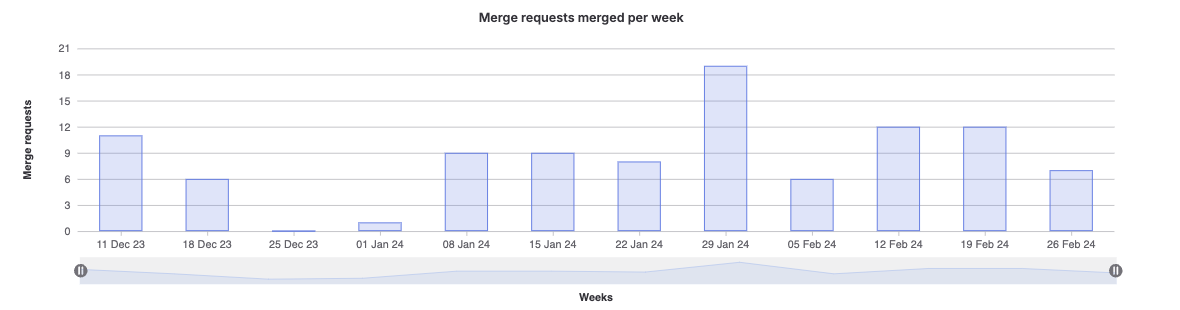 Merge requests merged per week
Merge requests
21
18
15
12
9
6
3
0
11 Dec 23 18 Dec 23 25 Dec 23 01 Jan 24 08 Jan 24 15 Jan 24 22 Jan 24 29 Jan 24 05 Feb 24 12 Feb 24 19 Feb 24 26 Feb 24
Weeks